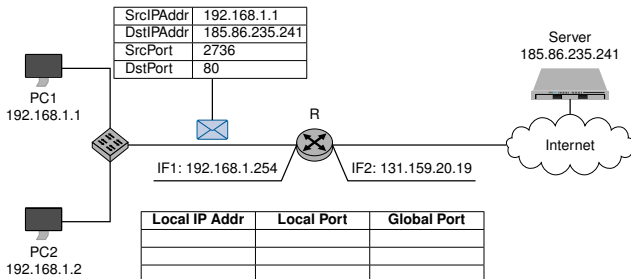 SrcIPAddr 192.168.1.1
DstIPAddr 185.86.235.241
SrcPort 2736
DstPort 80
Server
185.86.235.241
PC1
192.168.1.1
R
Internet
IF1: 192.168.1.254
IF2: 131.159.20.19
Local IP Addr Local Port Global Port
PC2
192.168.1.2